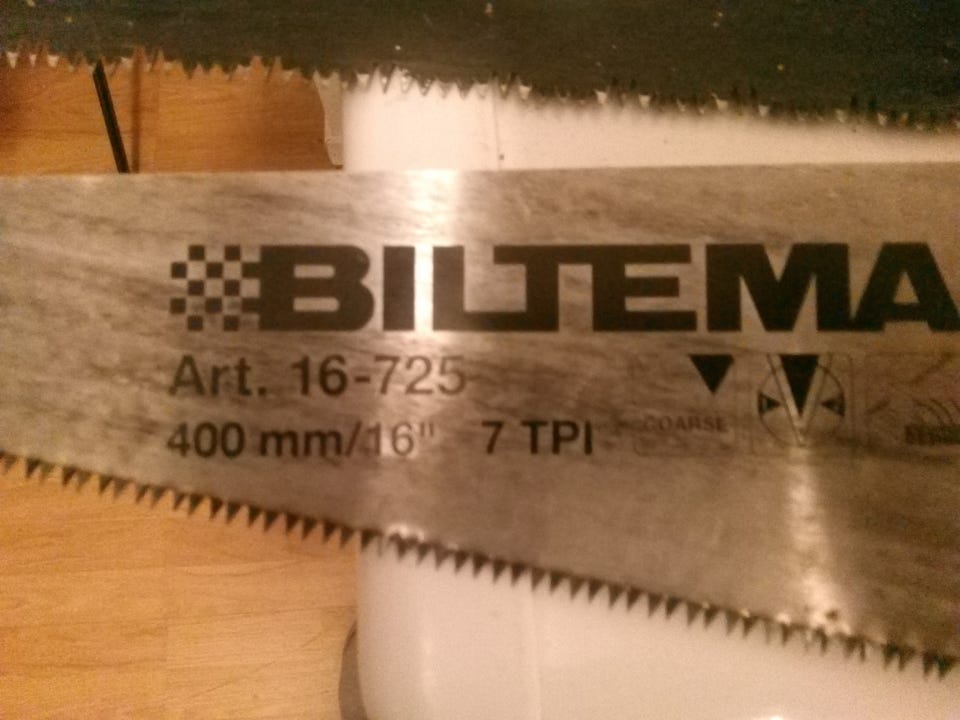 BILTEMA
Art. 16-725
400 mm/16" 7 TPI
COARSE